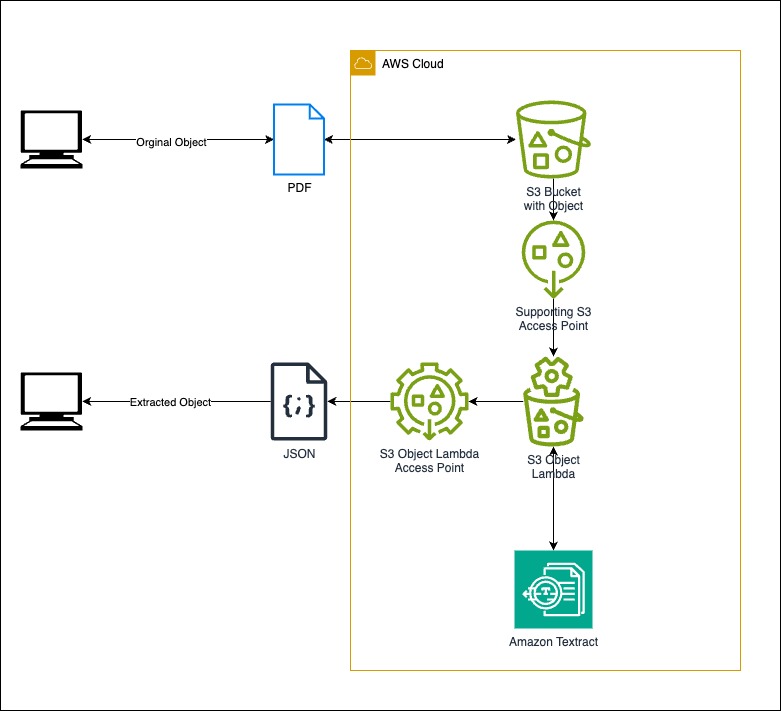 AWS Cloud
Orginal Object
PDF
S3 Bucket
with Object
Supporting S3
Access Point
Extracted Object
{;}
JSON
S3 Object Lambda
Access Point
S3 Object
Lambda
T
Amazon Textract